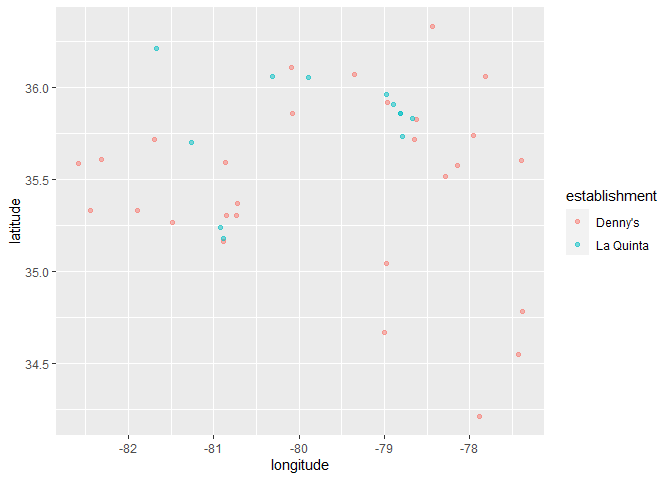 36.0
35.5
35.0
34.5
latitude
-82
-81
-80
-79
-78
longitude
establishment
Denny's
La Quinta